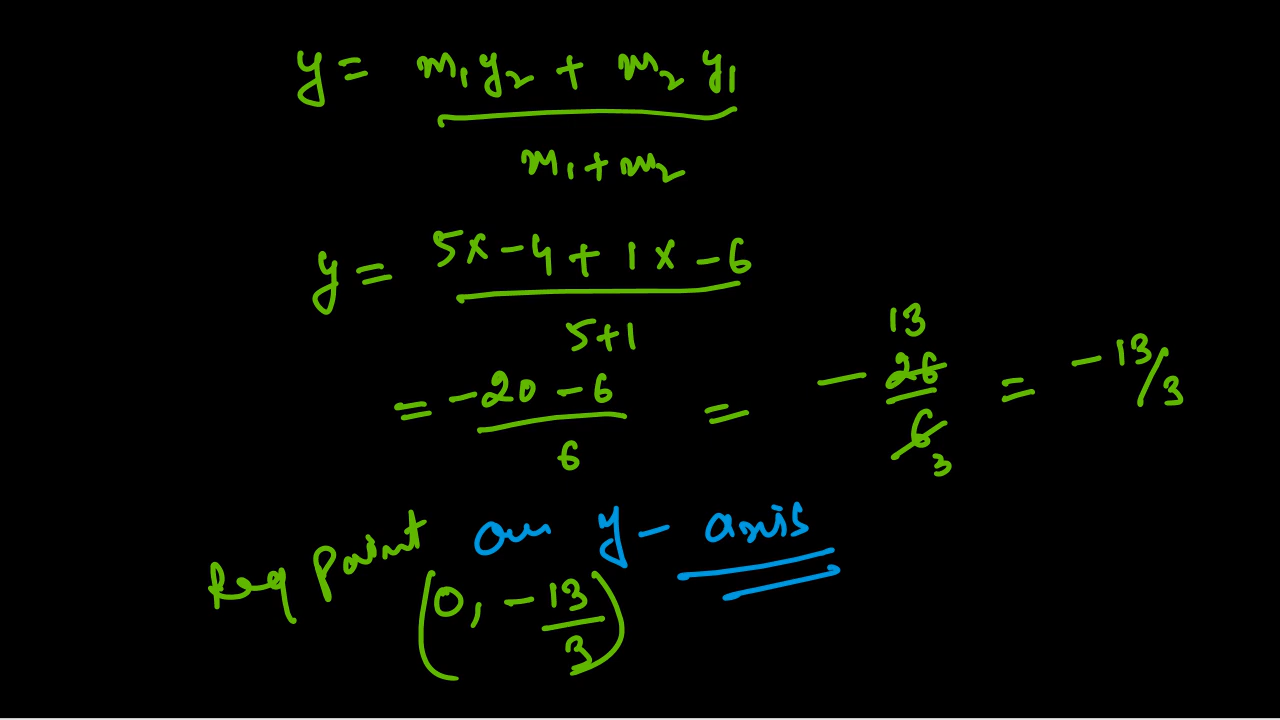 y = m₁y₂ + m₂y₁ / m₁+m₂
y = 5x-4 + 1x-6 / 5+1
= -20-6 / 6 = - 26 / 6 13 3 = -13/3
Req point on y-axis
(0, -13/3)